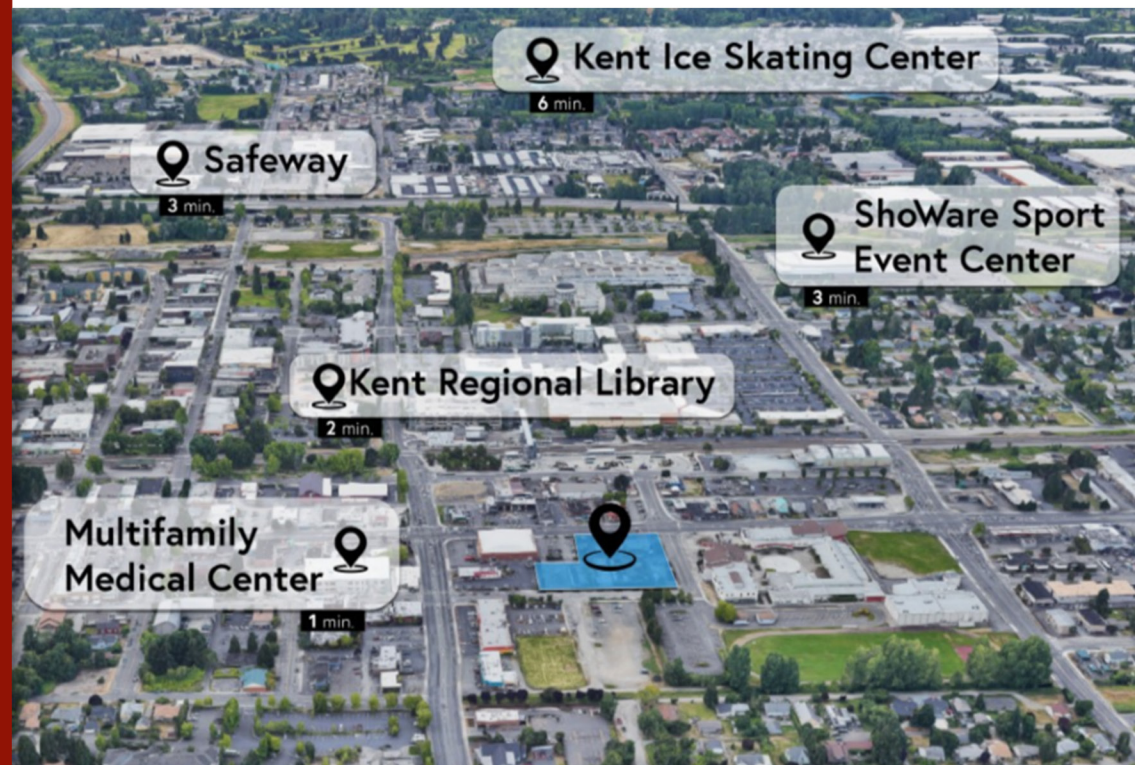 Kent Ice Skating Center
6 min.
Safeway
3 min.
ShoWare Sport
Event Center
3 min.
Kent Regional Library
2 min.
Multifamily
Medical Center
1 min.